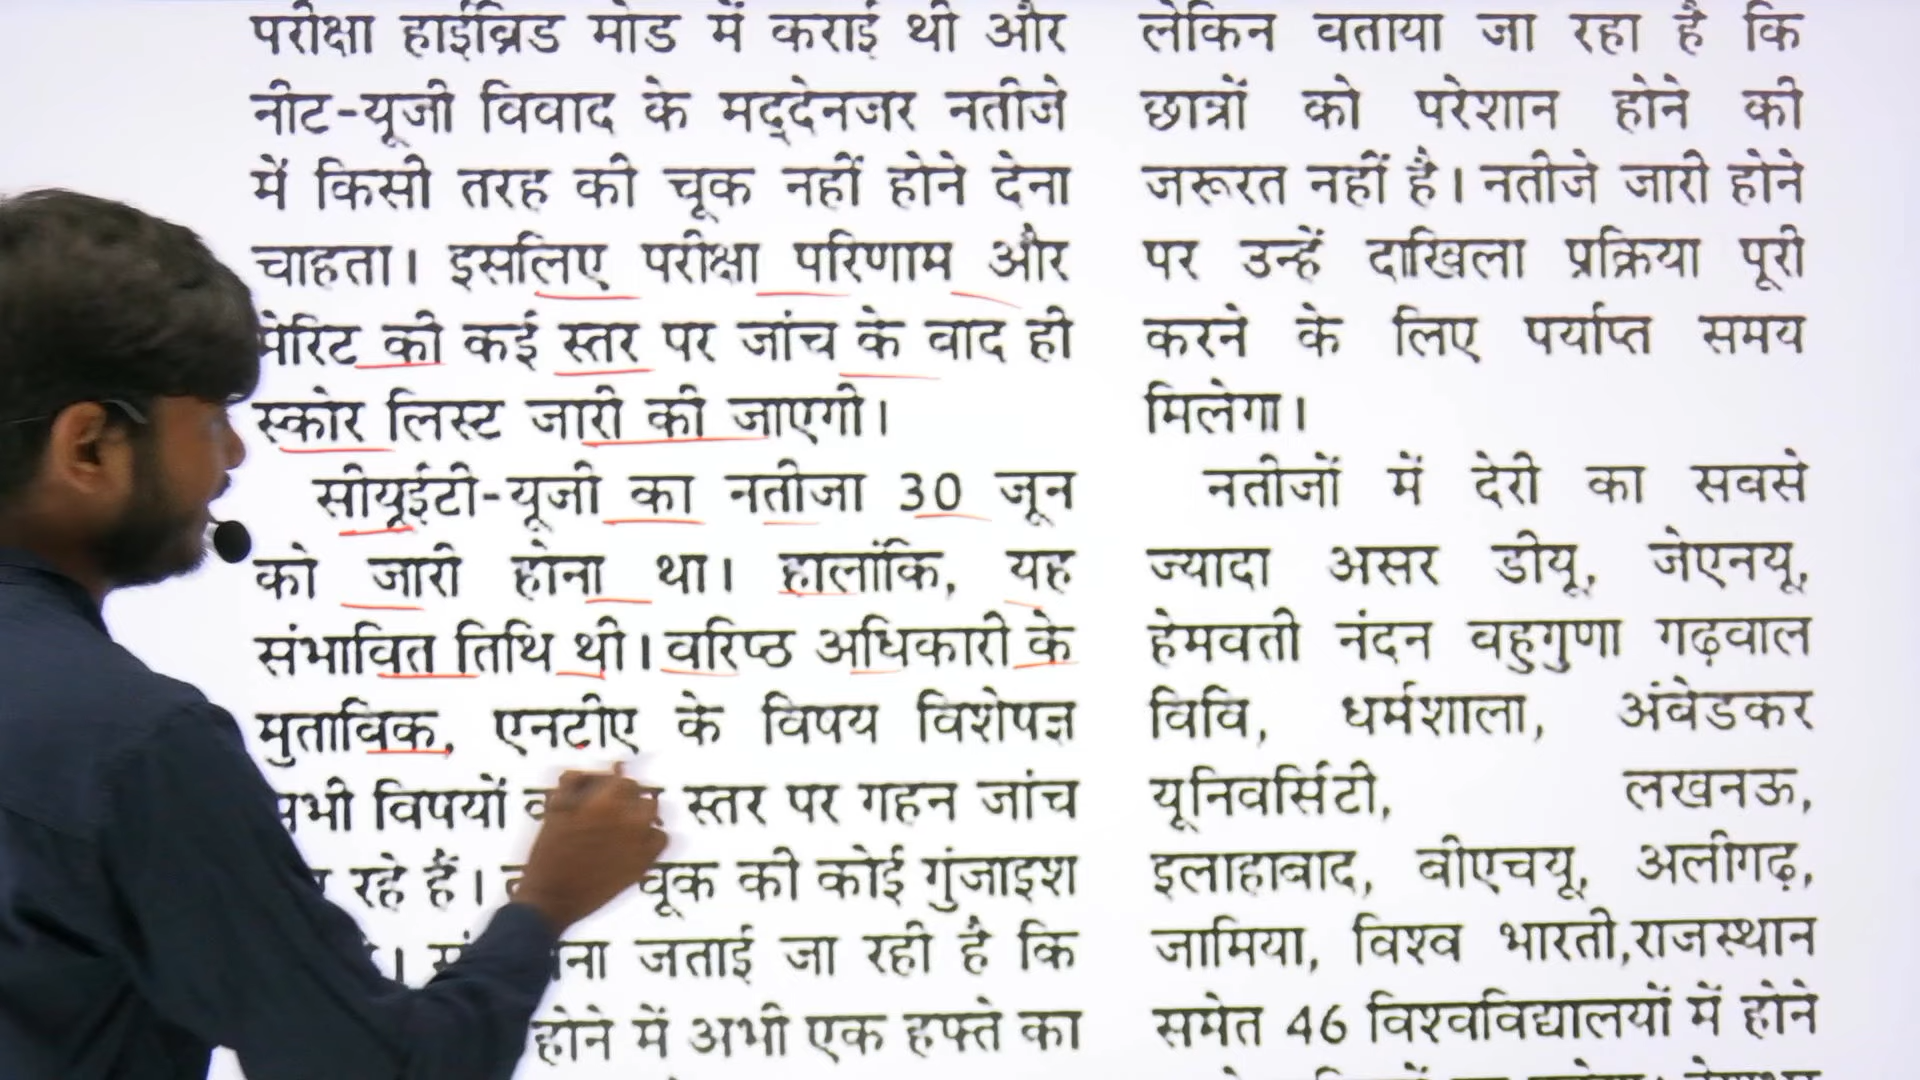 परीक्षा हाईब्रिड मोड में कराई थी और
नीट-यूजी विवाद के मद्देनजर नतीजे
में किसी तरह की चूक नहीं होने देना
चाहता। इसलिए परीक्षा परिणाम और
मेरिट की कई स्तर पर जांच के बाद ही
स्कोर लिस्ट जारी की जाएगी।
सीयूईटी-यूजी का नतीजा 30 जून
को जारी होना था। हालांकि, यह
संभावित तिथि थी। वरिष्ठ अधिकारी के
मुताबिक, एनटीए के विषय विशेषज्ञ
सभी विषयों स्तर पर गहन जांच
रहे हैं। चूक की कोई गुंजाइश
जताई जा रही है कि
होने में अभी एक हफ्ते का
लेकिन बताया जा रहा है कि
छात्रों को परेशान होने की
जरूरत नहीं है। नतीजे जारी होने
पर उन्हें दाखिला प्रक्रिया पूरी
करने के लिए पर्याप्त समय
मिलेगा।
नतीजों में देरी का सबसे
ज्यादा असर डीयू, जेएनयू,
हेमवती नंदन बहुगुणा गढ़वाल
विवि, धर्मशाला, अंबेडकर
यूनिवर्सिटी, लखनऊ,
इलाहाबाद, बीएचयू, अलीगढ़,
जामिया, विश्व भारती,राजस्थान
समेत 46 विश्वविद्यालयों में होने